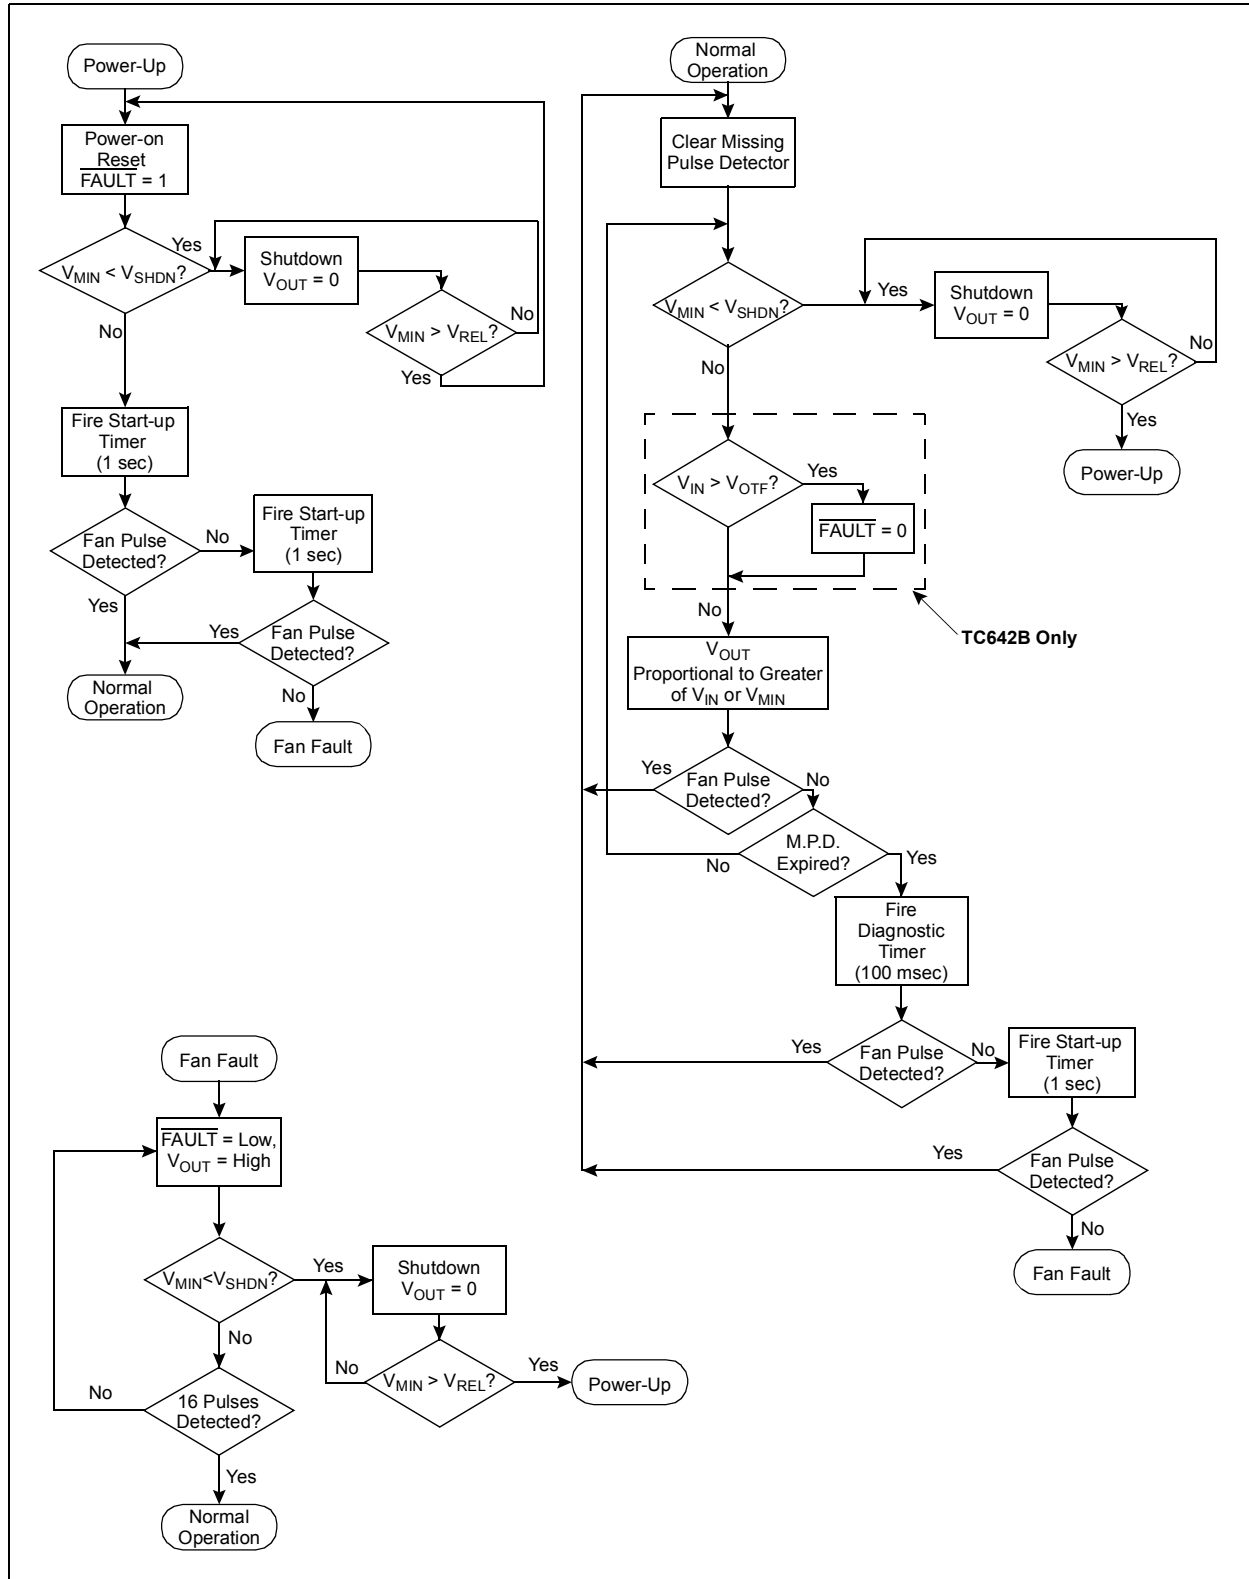 Power-Up
Power-on
Reset
FAULT = 1
Yes
VMIN < VSHDN?
Shutdown
VOUT = 0
No
VMIN > VREL?
No
Yes
Fire Start-up
Timer
(1 sec)
Fan Pulse
Detected?
No
Fire Start-up
Timer
(1 sec)
Yes
Yes
Fan Pulse
Detected?
Normal
Operation
No
Fan Fault
Normal
Operation
Clear Missing
Pulse Detector
VMIN < VSHDN?
Yes
Shutdown
VOUT = 0
No
VMIN > VREL?
No
Yes
Power-Up
VIN > VOTF?
Yes
FAULT = 0
No
TC642B Only
VOUT
Proportional to Greater
of VIN or VMIN
Yes
Fan Pulse
Detected?
No
M.P.D.
Expired?
No
Yes
Fire
Diagnostic
Timer
(100 msec)
Yes
Fan Pulse
Detected?
No
Fire Start-up
Timer
(1 sec)
Yes
Fan Pulse
Detected?
No
Fan Fault
Fan Fault
FAULT = Low,
VOUT = High
VMIN<VSHDN?
Yes
Shutdown
VOUT = 0
No
No
VMIN > VREL?
Yes
Power-Up
No
16 Pulses
Detected?
Yes
Normal
Operation